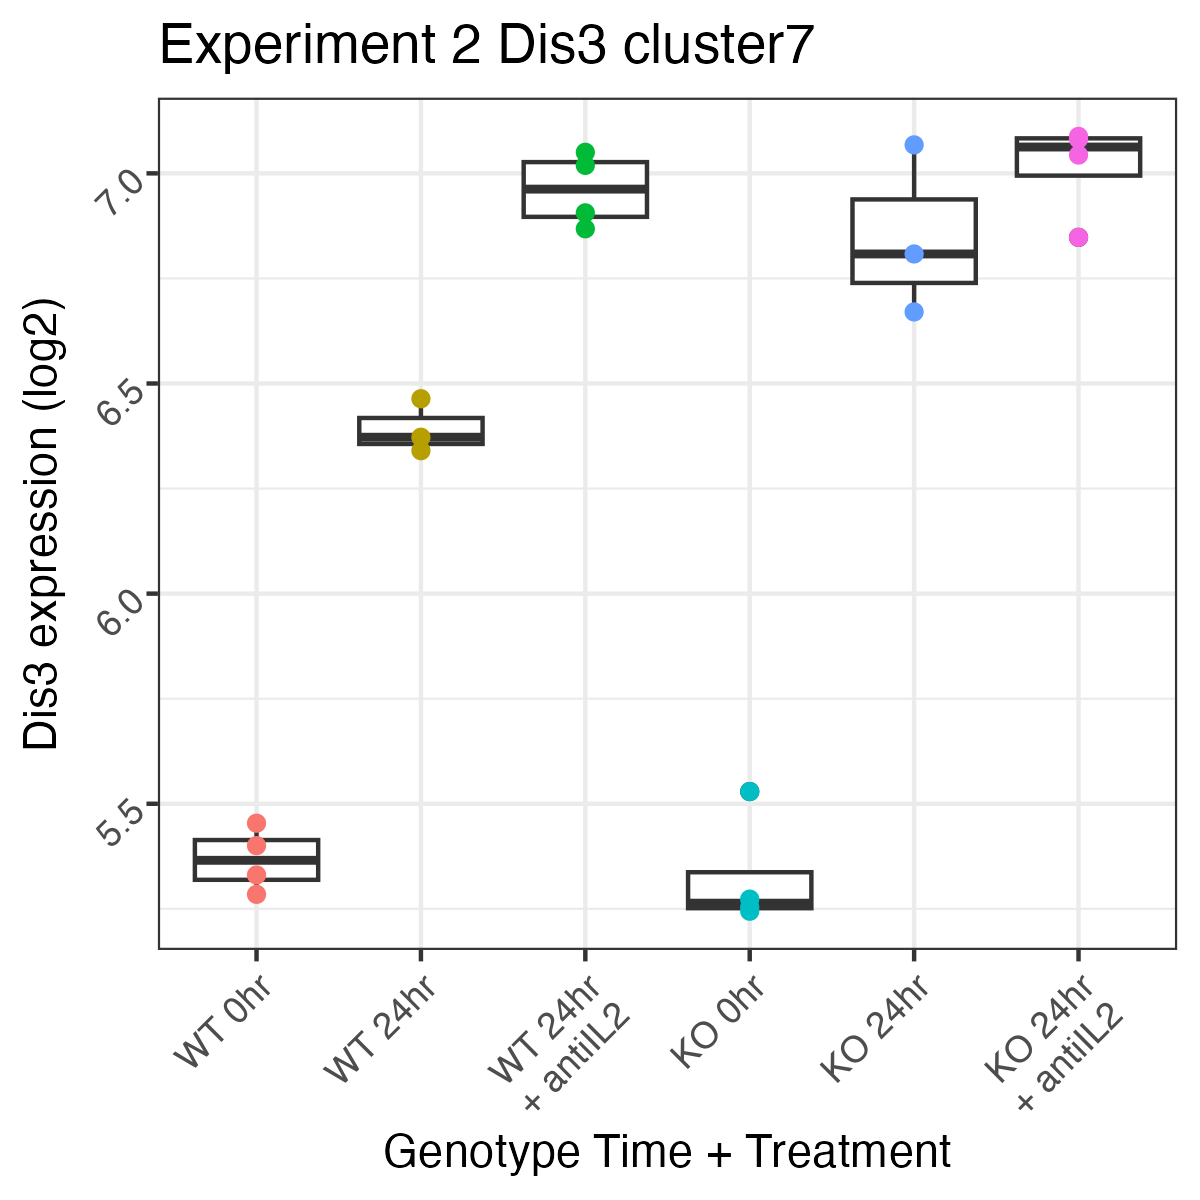 Experiment 2 Dis3 cluster7
Dis3 expression (log2)
7.0
6.5
6.0
5.5
WT 0hr
WT 24hr
WT 24hr
+ antiIL2
KO 0hr
KO 24hr
KO 24hr
+ antiIL2
Genotype Time + Treatment